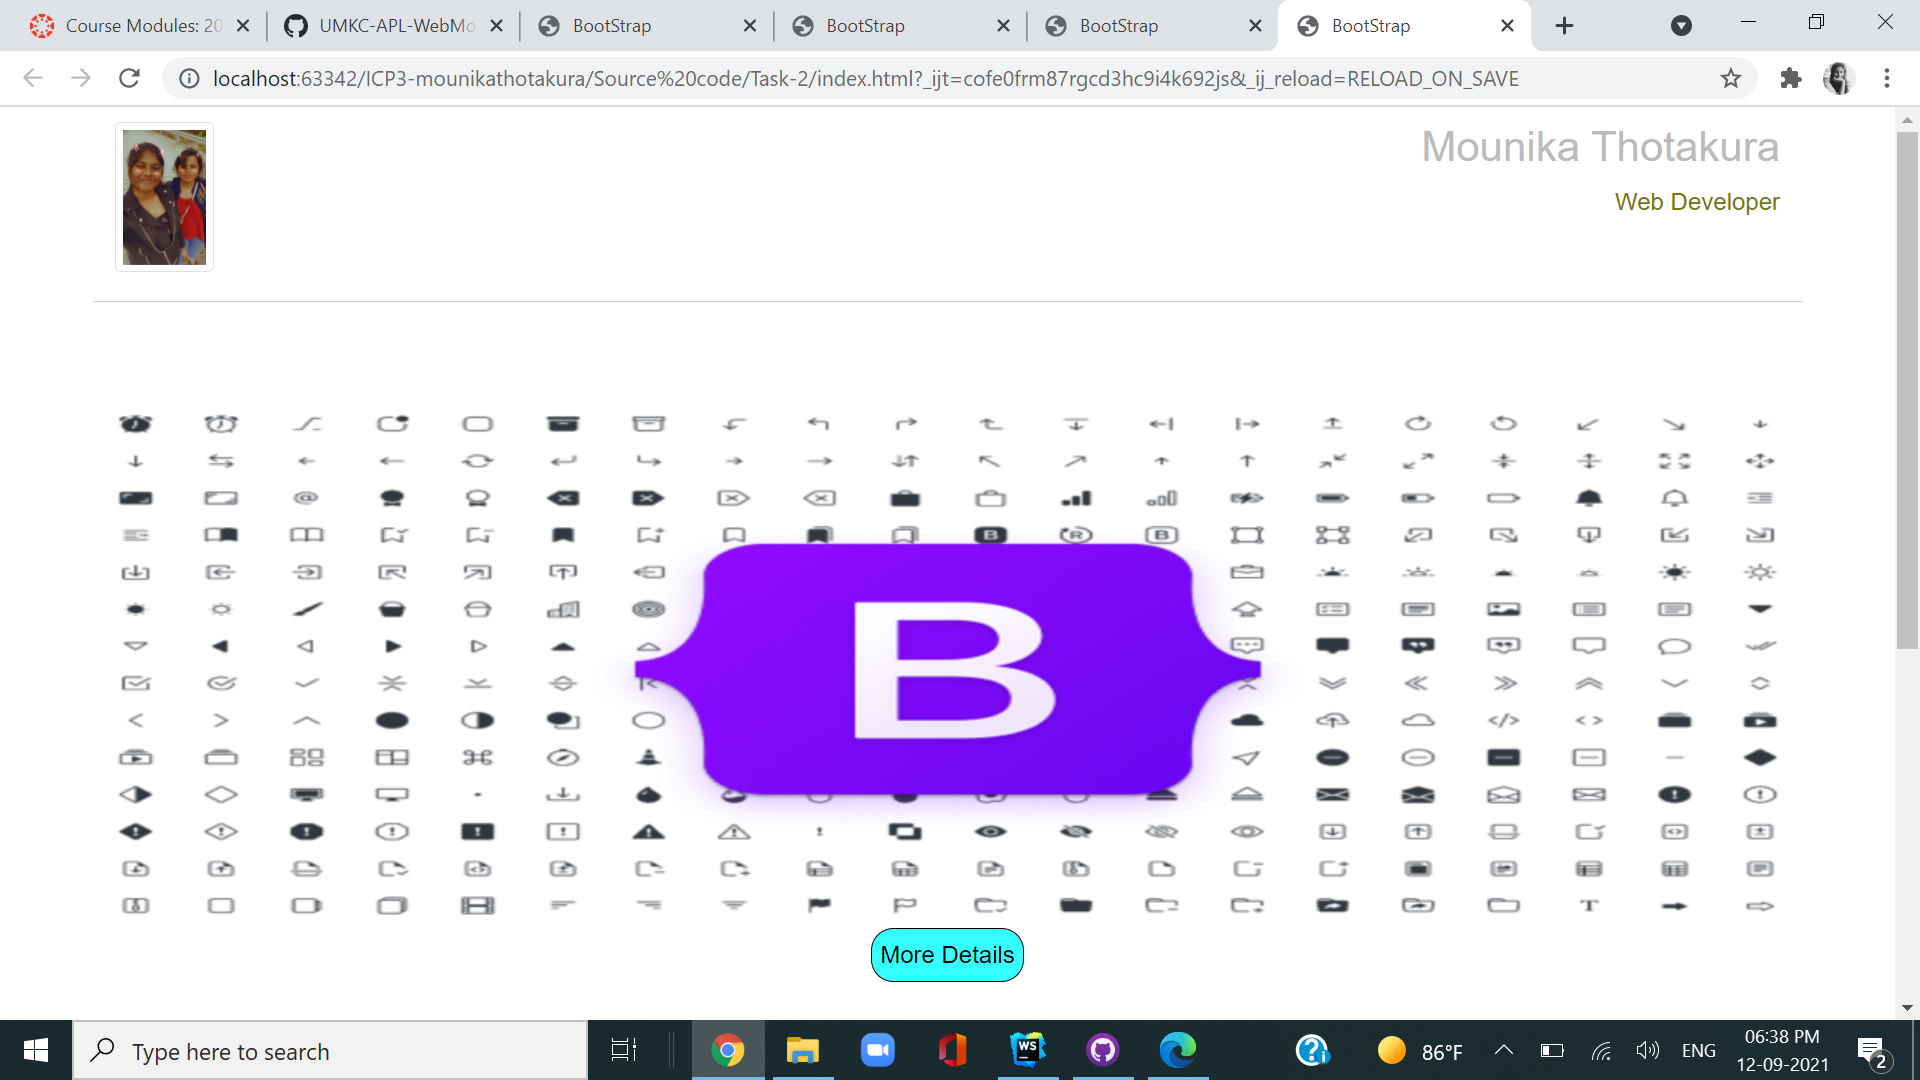 Course Modules: 20
UMKC-APL-WebMo
BootStrap
BootStrap
BootStrap
BootStrap
localhost:63342/ICP3-mounikathotakura/Source%20code/Task-2/index.html?_ijt=cofe0frm87rgcd3hc9i4k692js&_ij_reload=RELOAD_ON_SAVE
Mounika Thotakura
Web Developer
B
More Details
Type here to search
WS
86°F
ENG
06:38 PM
12-09-2021
2